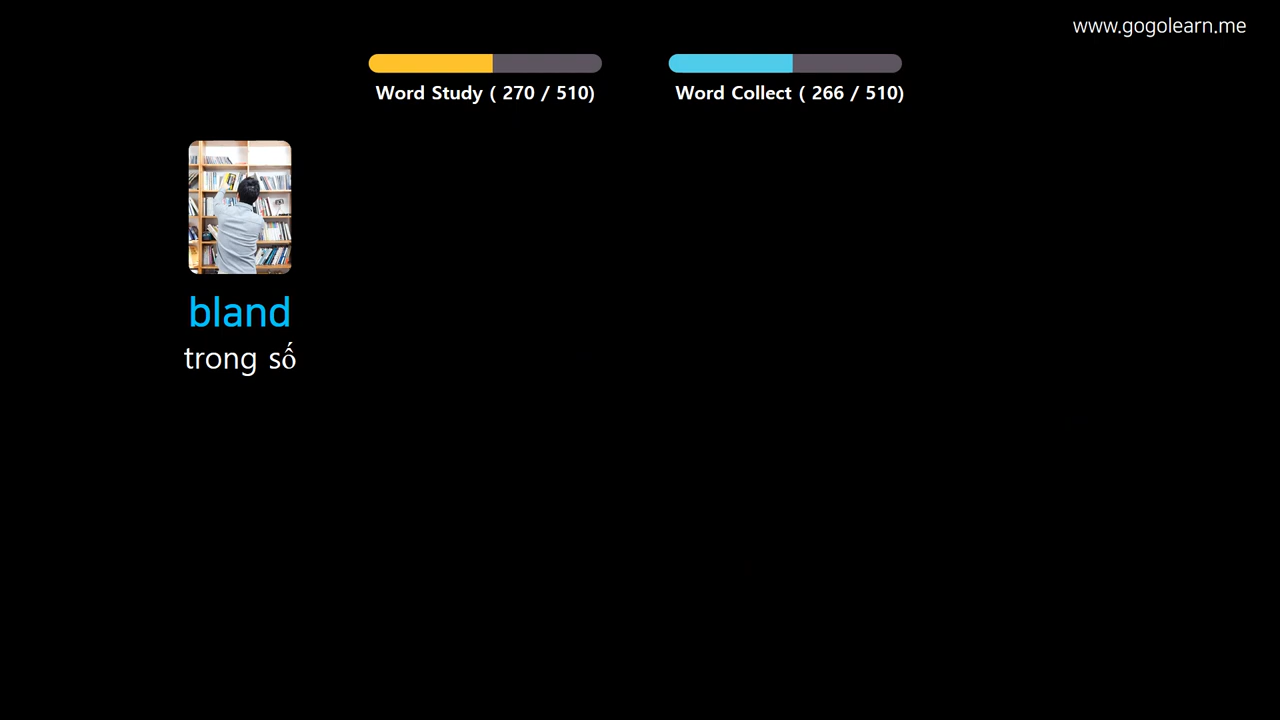 www.gogolearn.me
Word Study ( 270 / 510)
Word Collect ( 266 / 510)
bland
trong số